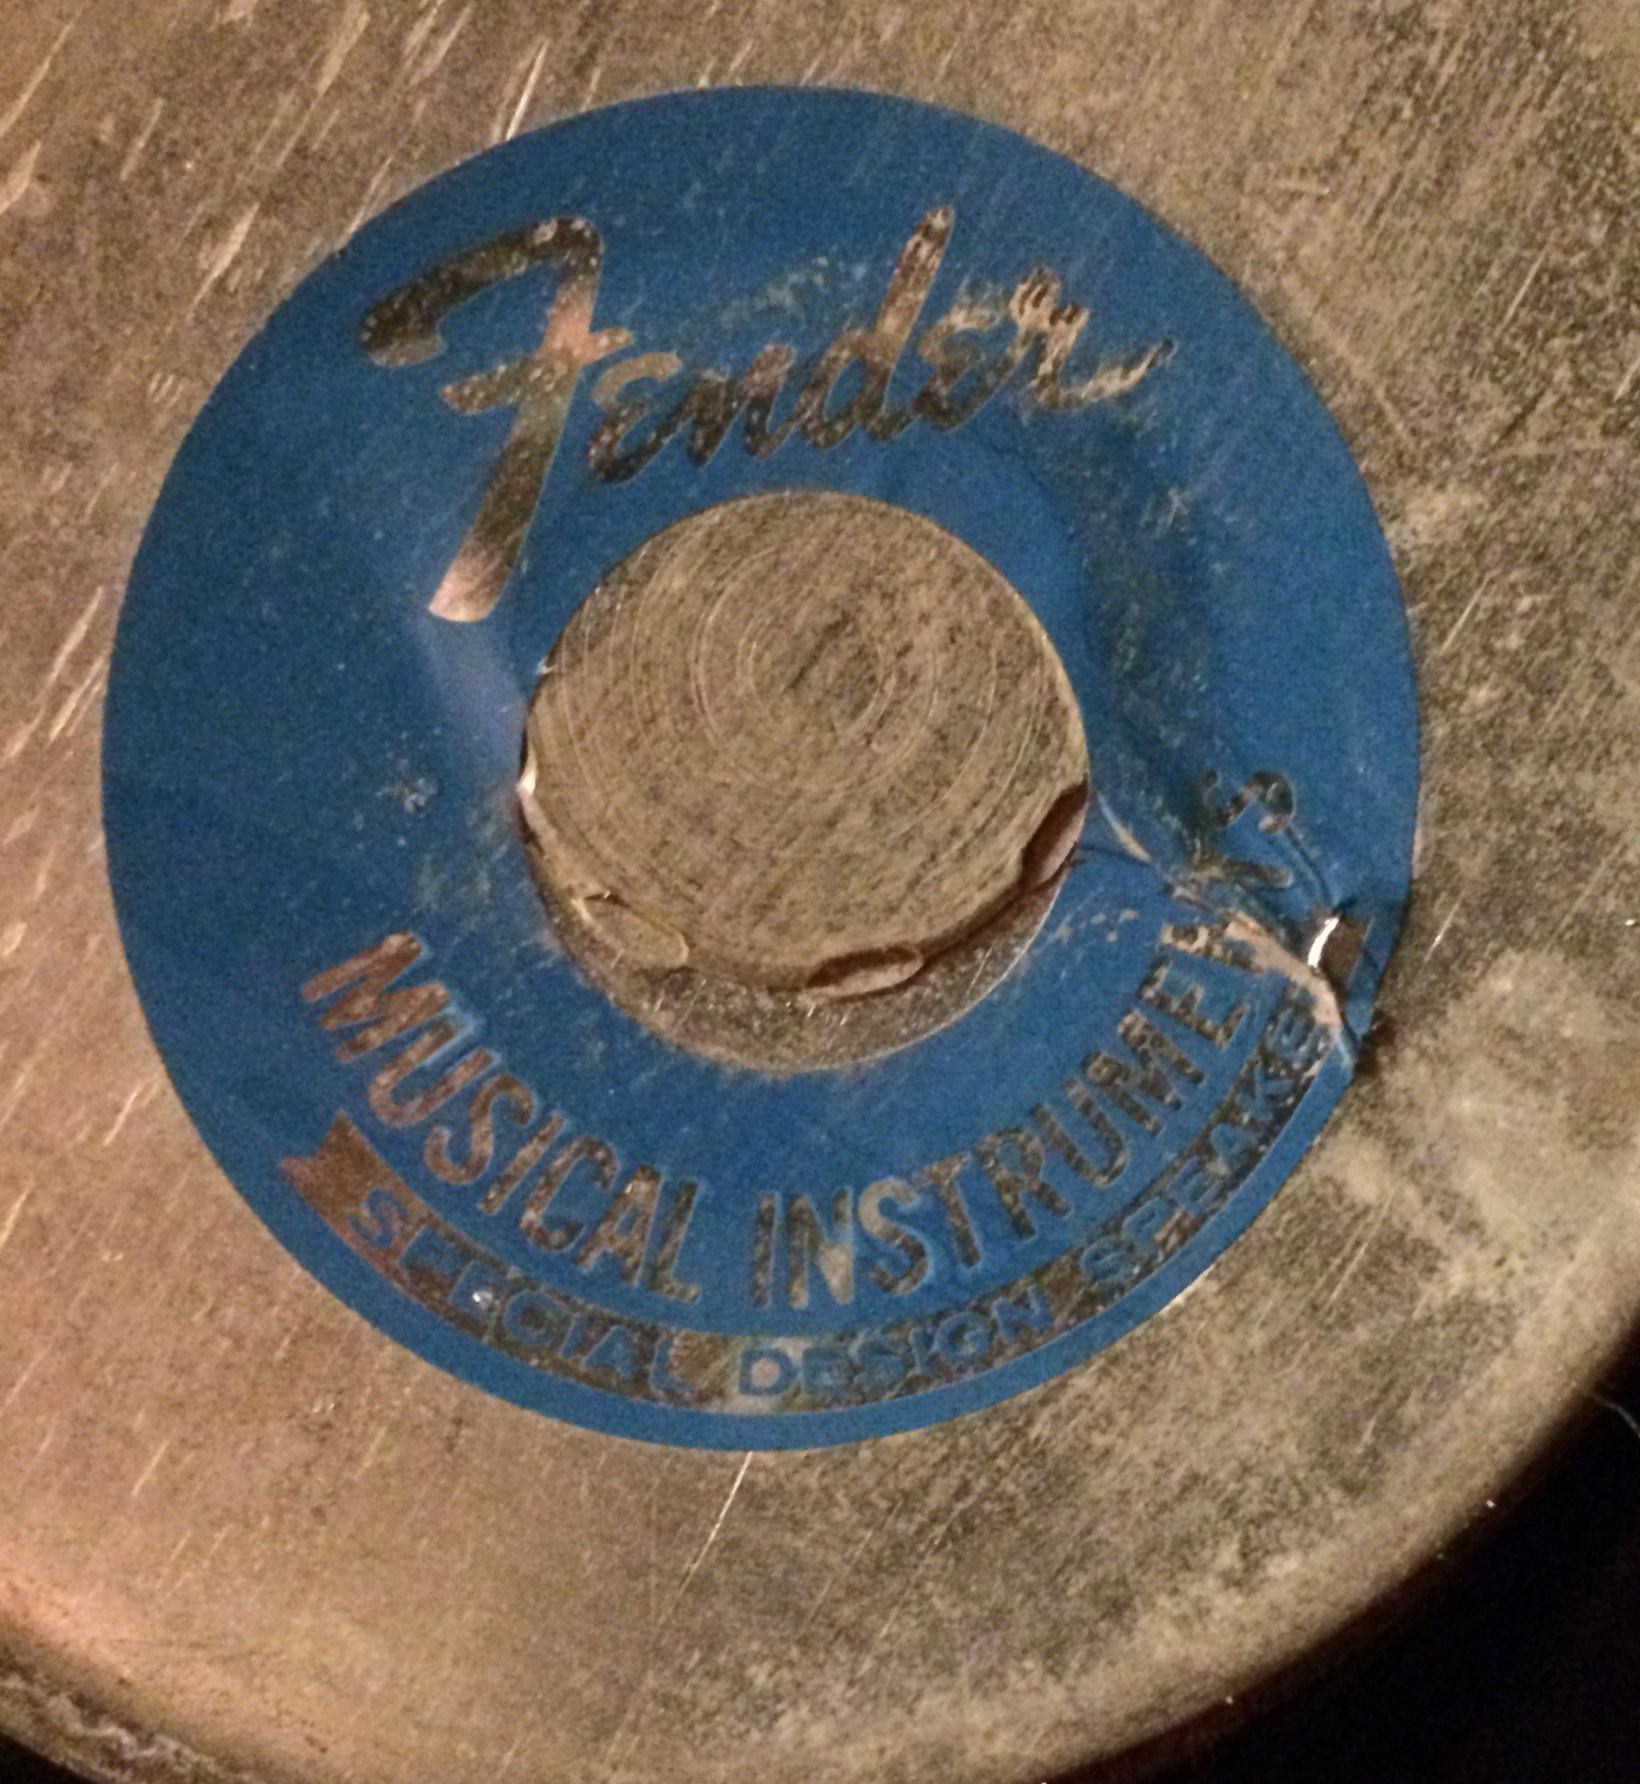 Fender
MUSICAL INSTRUMENTS
SPECIAL DESIGN SPEAKER